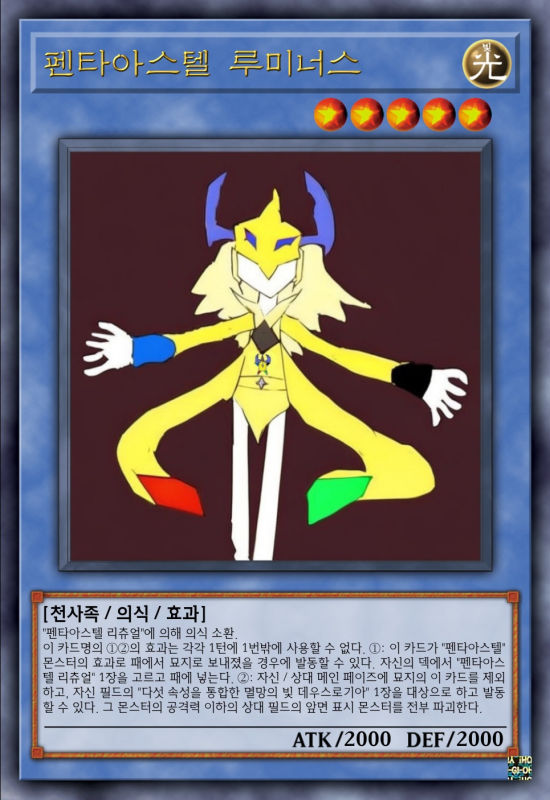 펜타아스텔 루미너스
빛
光
[천사족 / 의식 / 효과]
"펜타아스텔 리츄얼"에 의해 의식 소환.
이 카드명의 ①②의 효과는 각각 1턴에 1번밖에 사용할 수 없다. ①: 이 카드가 "펜타아스텔"
몬스터의 효과로 패에서 묘지로 보내졌을 경우에 발동할 수 있다. 자신의 덱에서 "펜타아스
텔 리츄얼" 1장을 고르고 패에 넣는다. ②: 자신 / 상대 메인 페이즈에 묘지의 이 카드를 제외
하고, 자신 필드의 "다섯 속성을 통합한 멸망의 빛 데우스로기아" 1장을 대상으로 하고 발동
할 수 있다. 그 몬스터의 공격력 이하의 상대 필드의 앞면 표시 몬스터를 전부 파괴한다.
ATK/2000 DEF/2000